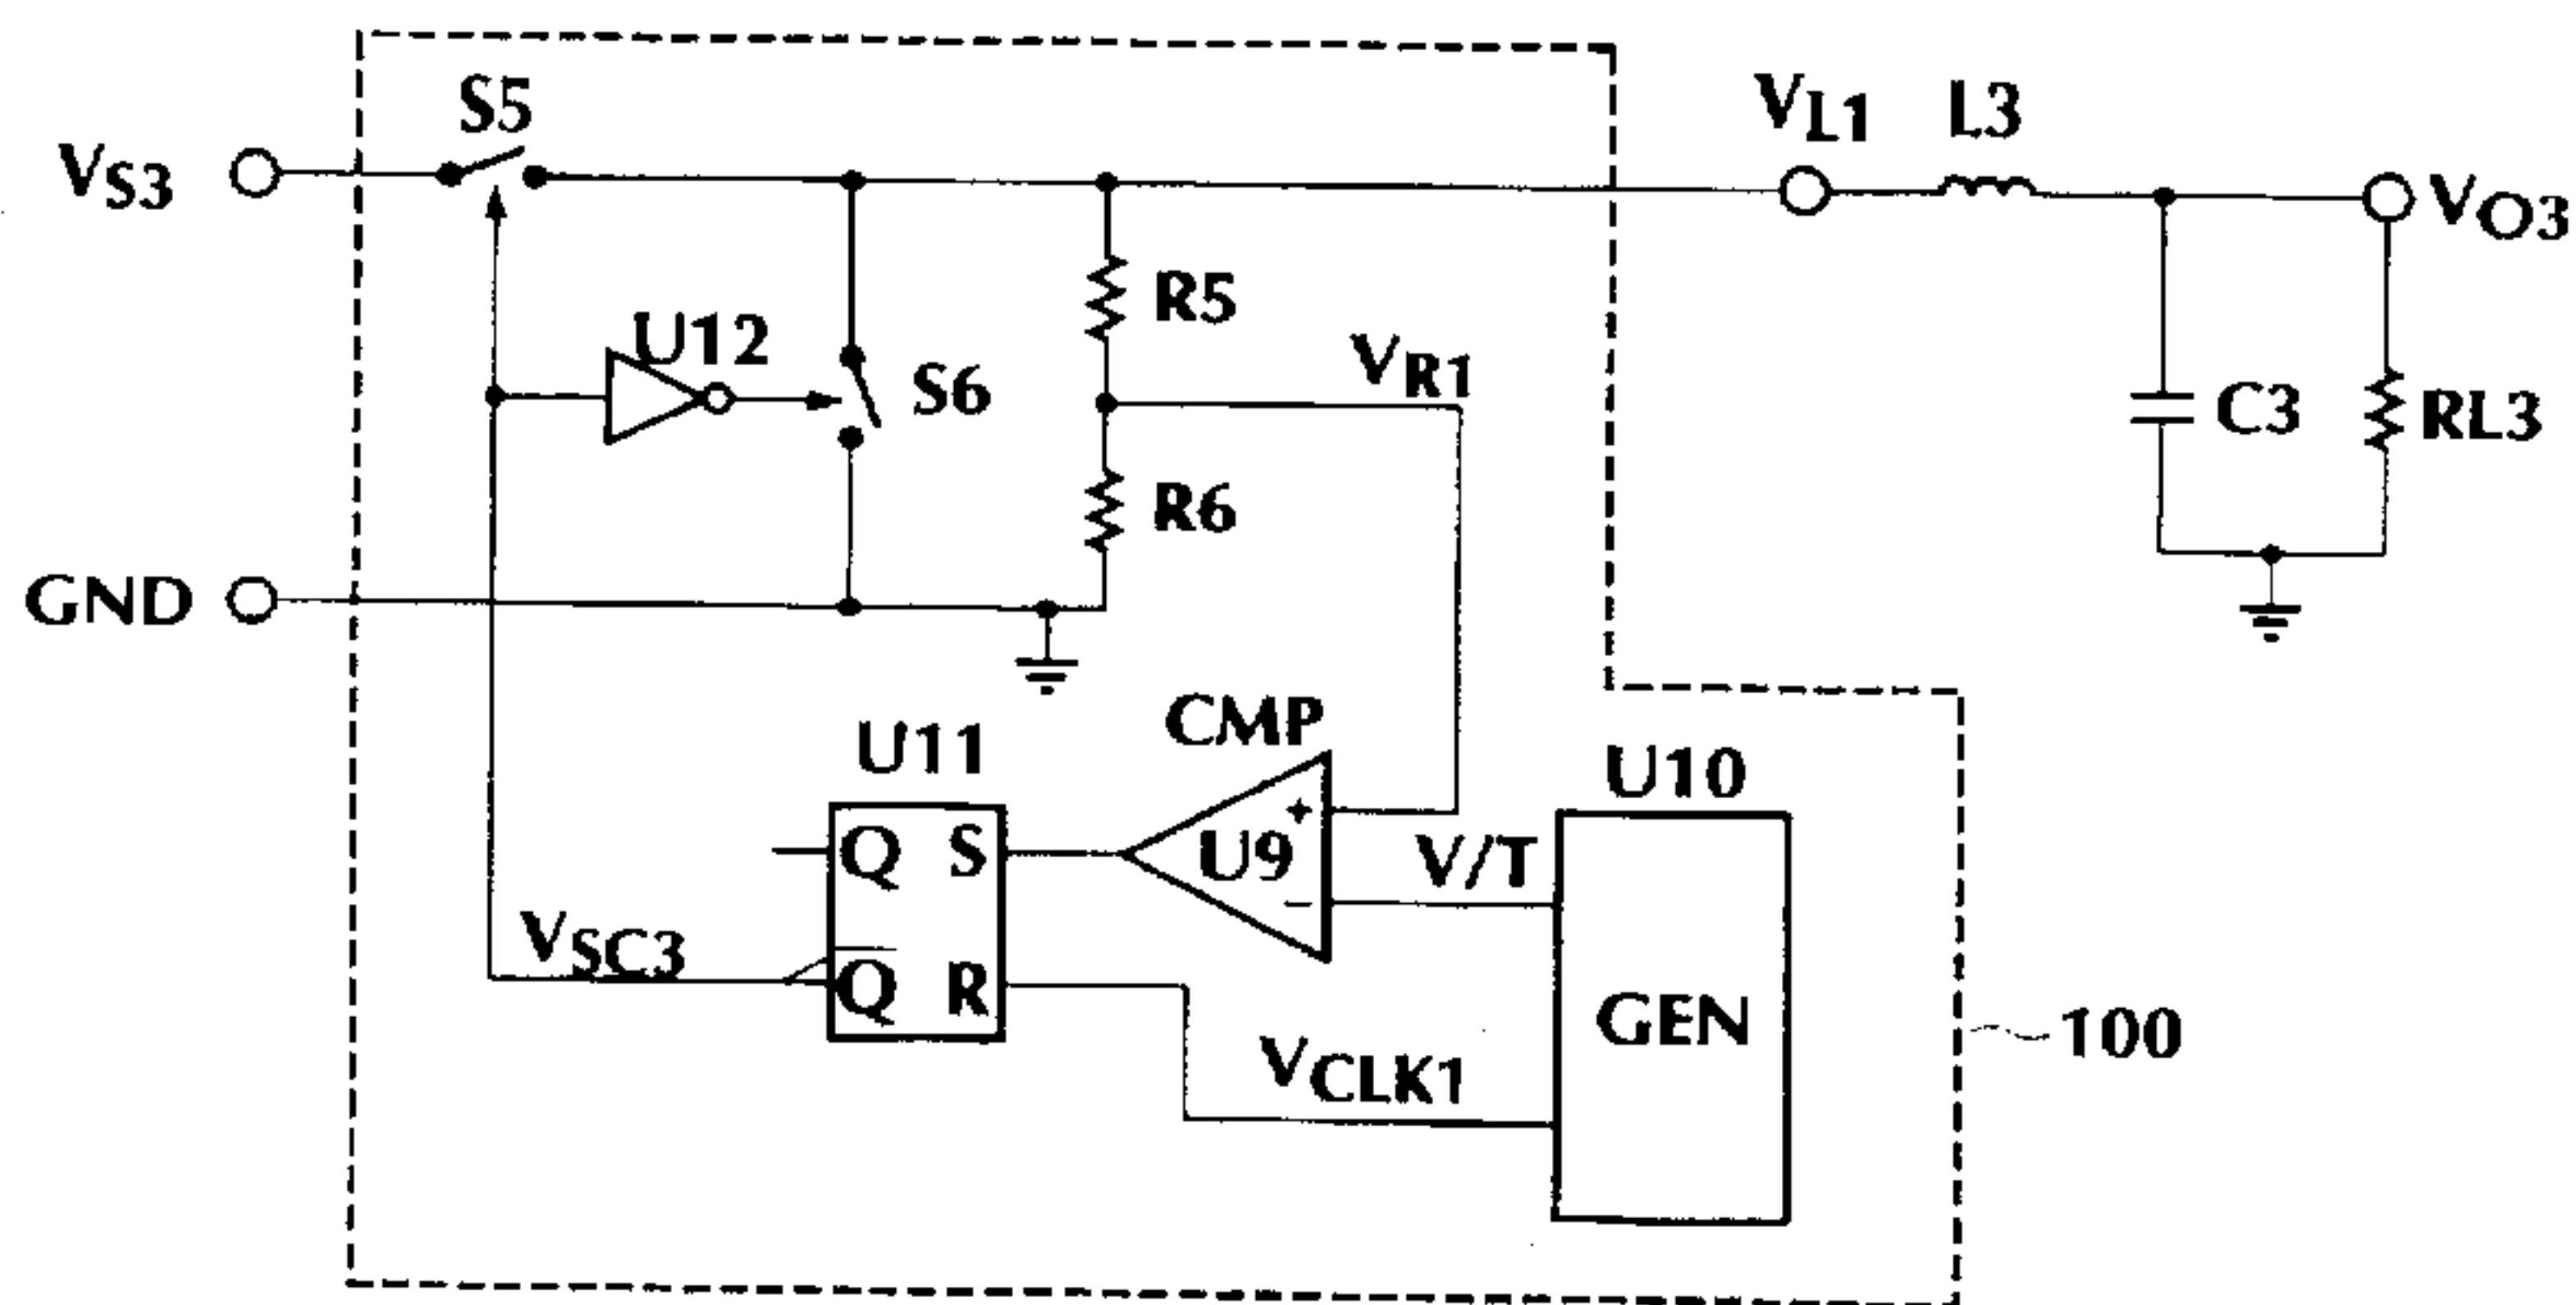 S5
VL1 L3
VS3
VO3
R5
U12
VR1
S6
C3
RL3
R6
GND
CMP
U11
U10
Q S
+
U9
V/T
−
VSC3
Q̅ R
GEN
100
VCLK1